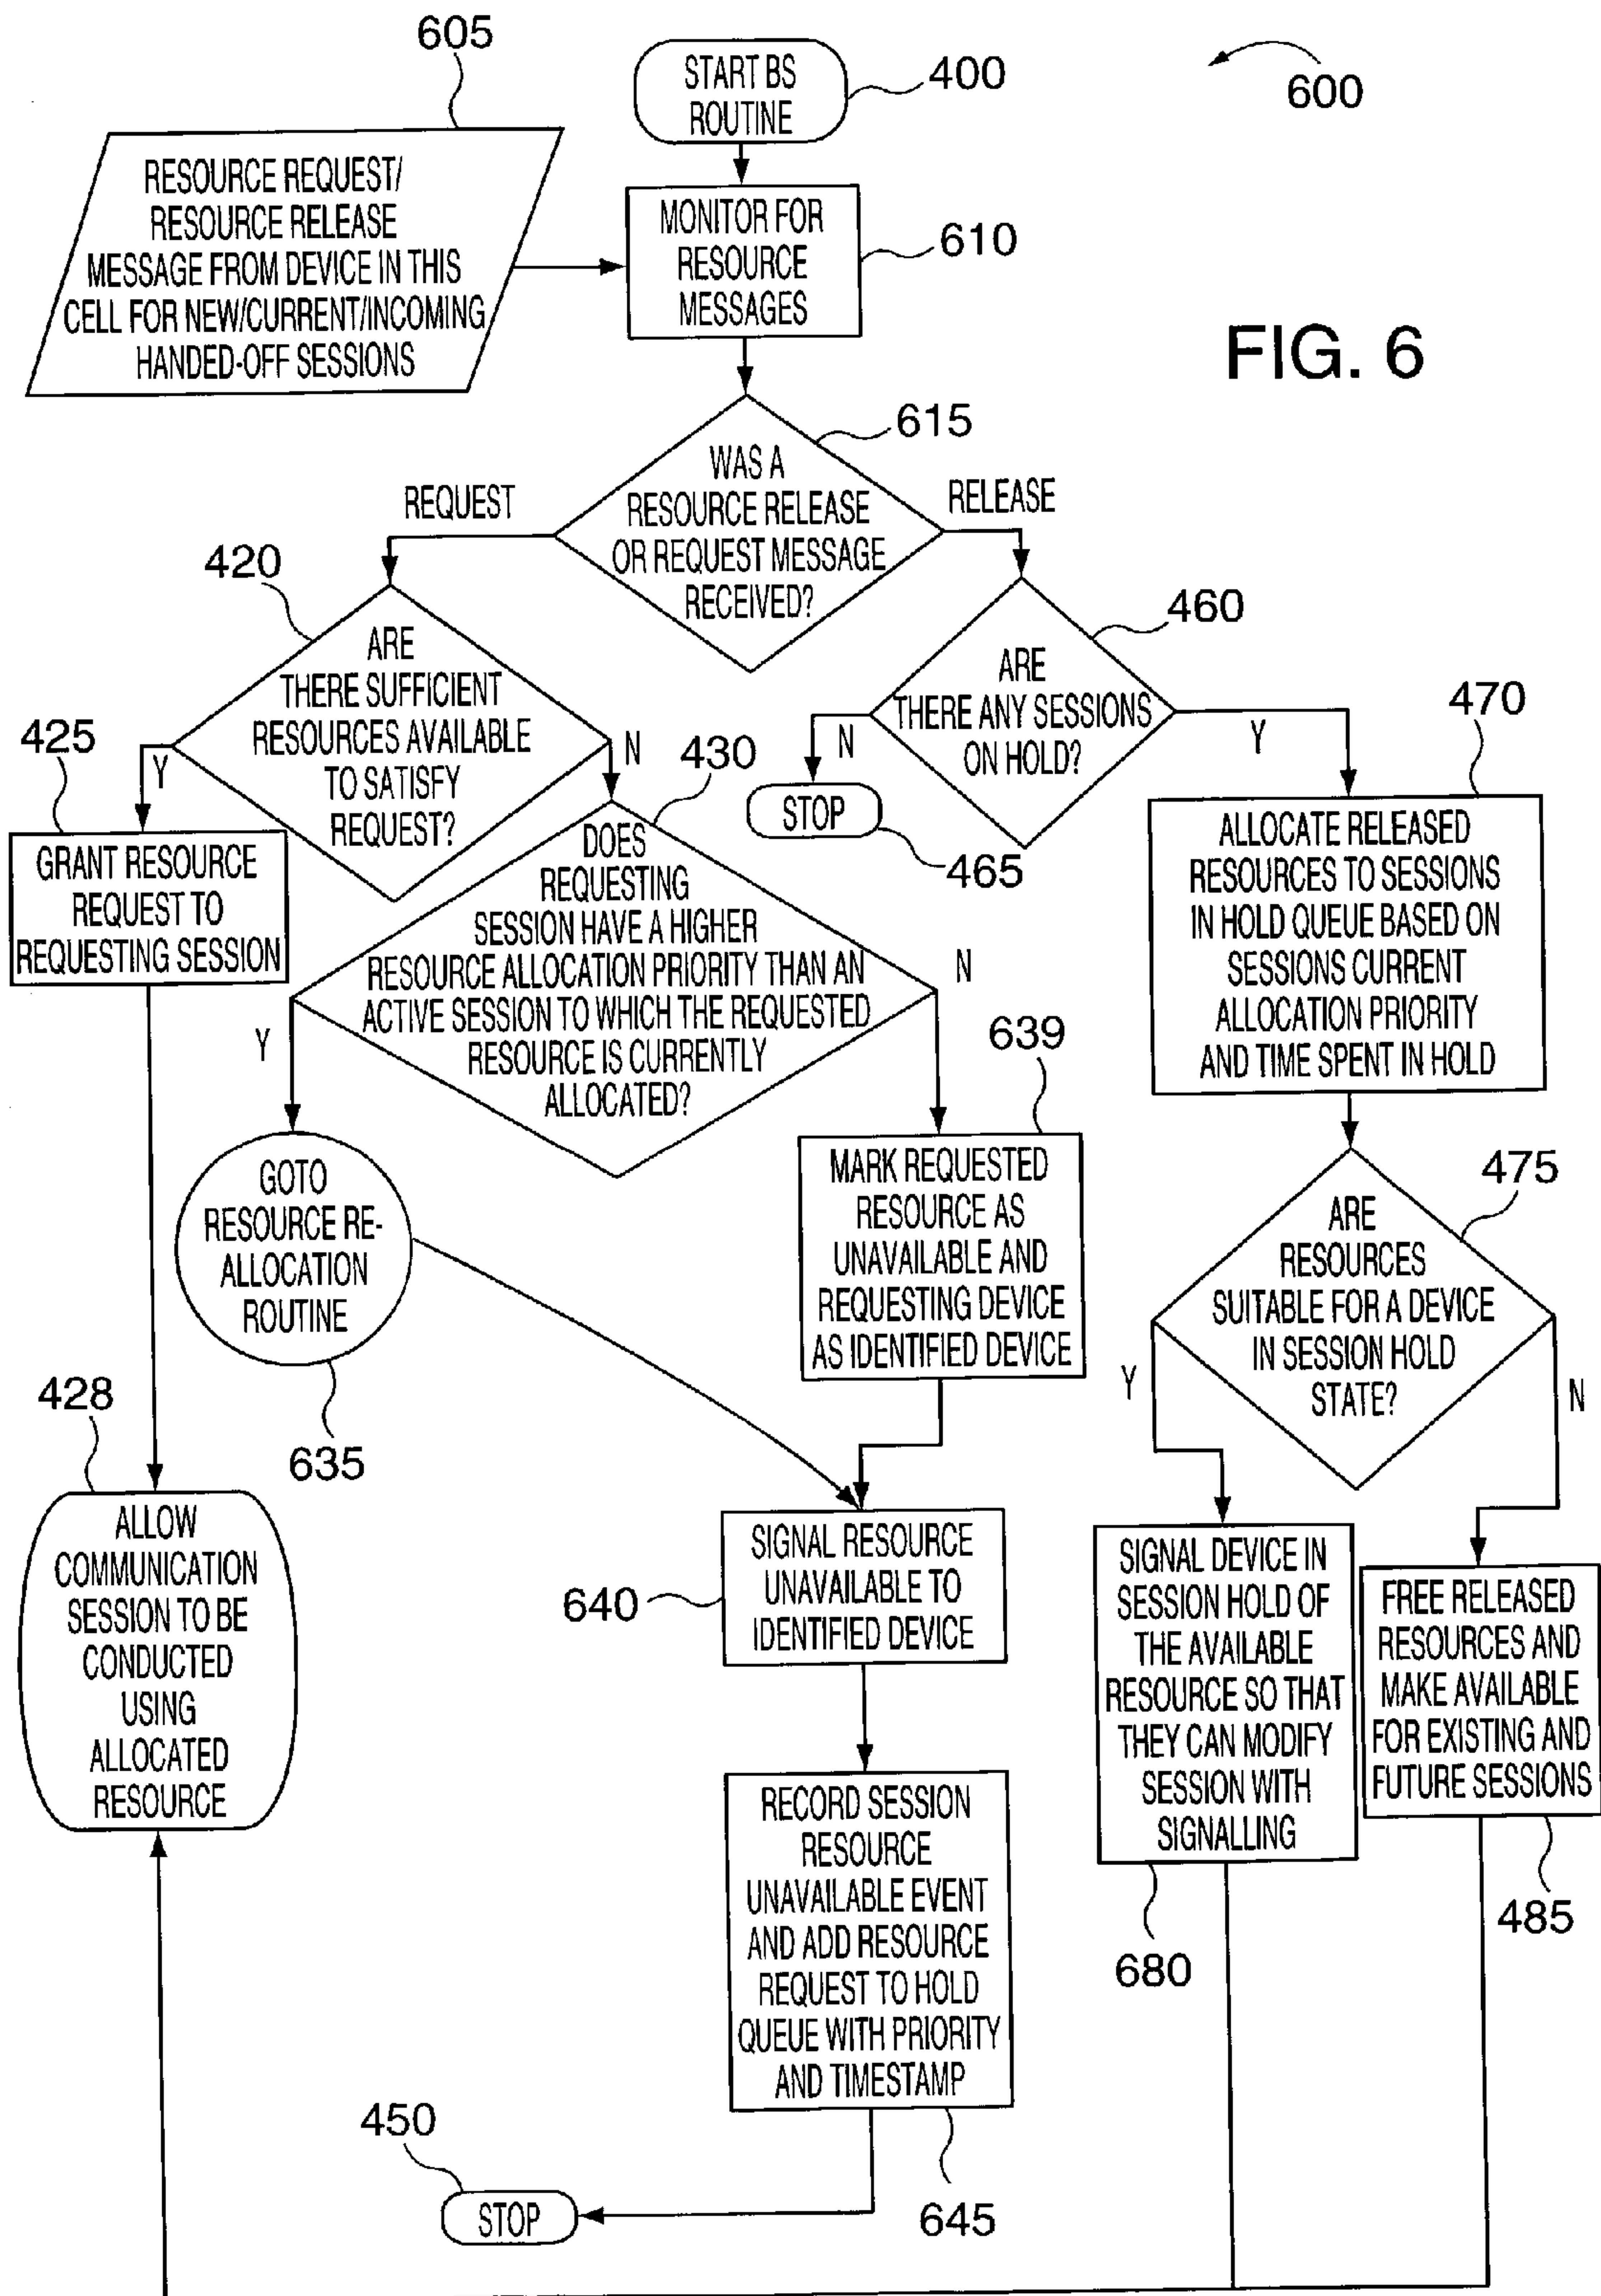 605
START BS
ROUTINE
400
600
RESOURCE REQUEST/
RESOURCE RELEASE
MESSAGE FROM DEVICE IN THIS
CELL FOR NEW/CURRENT/INCOMING
HANDED-OFF SESSIONS
MONITOR FOR
RESOURCE
MESSAGES
610
FIG. 6
615
WAS A
RESOURCE RELEASE
OR REQUEST MESSAGE
RECEIVED?
REQUEST
RELEASE
420
ARE
THERE SUFFICIENT
RESOURCES AVAILABLE
TO SATISFY
REQUEST?
Y
N
460
ARE
THERE ANY SESSIONS
ON HOLD?
N
Y
STOP
465
425
GRANT RESOURCE
REQUEST TO
REQUESTING SESSION
430
DOES
REQUESTING
SESSION HAVE A HIGHER
RESOURCE ALLOCATION PRIORITY THAN AN
ACTIVE SESSION TO WHICH THE REQUESTED
RESOURCE IS CURRENTLY
ALLOCATED?
Y
N
470
ALLOCATE RELEASED
RESOURCES TO SESSIONS
IN HOLD QUEUE BASED ON
SESSIONS CURRENT
ALLOCATION PRIORITY
AND TIME SPENT IN HOLD
639
MARK REQUESTED
RESOURCE AS
UNAVAILABLE AND
REQUESTING DEVICE
AS IDENTIFIED DEVICE
GOTO
RESOURCE RE-
ALLOCATION
ROUTINE
635
475
ARE
RESOURCES
SUITABLE FOR A DEVICE
IN SESSION HOLD
STATE?
Y
N
428
ALLOW
COMMUNICATION
SESSION TO BE
CONDUCTED
USING
ALLOCATED
RESOURCE
640
SIGNAL RESOURCE
UNAVAILABLE TO
IDENTIFIED DEVICE
SIGNAL DEVICE IN
SESSION HOLD OF
THE AVAILABLE
RESOURCE SO THAT
THEY CAN MODIFY
SESSION WITH
SIGNALLING
680
FREE RELEASED
RESOURCES AND
MAKE AVAILABLE
FOR EXISTING AND
FUTURE SESSIONS
485
RECORD SESSION
RESOURCE
UNAVAILABLE EVENT
AND ADD RESOURCE
REQUEST TO HOLD
QUEUE WITH PRIORITY
AND TIMESTAMP
645
450
STOP